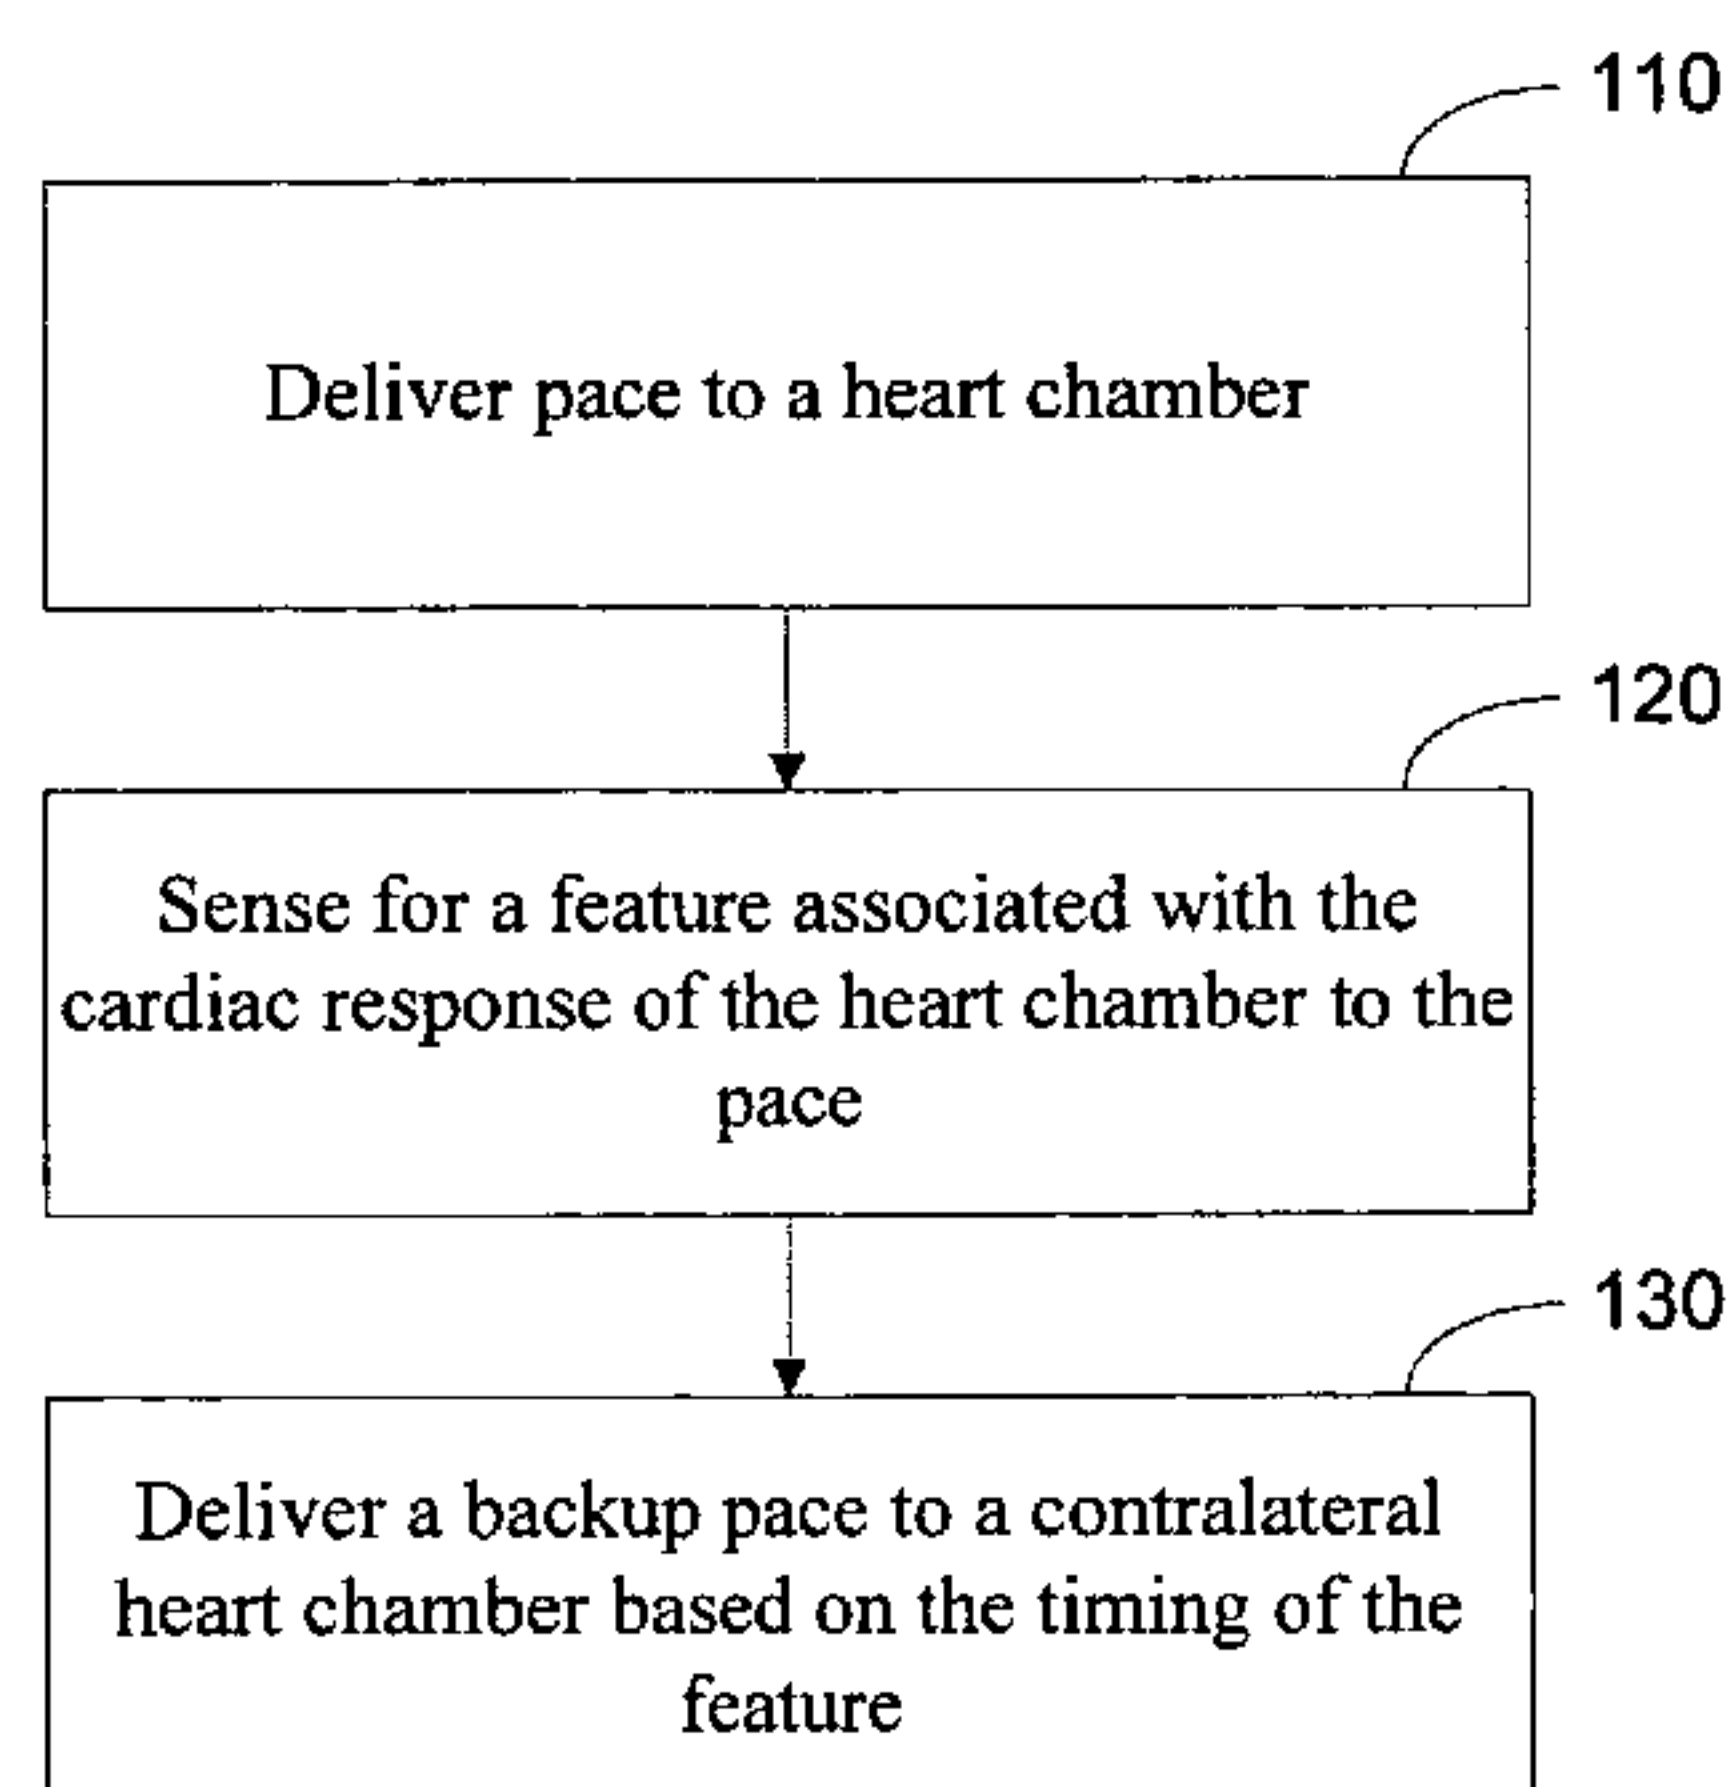 110
Deliver pace to a heart chamber
120
Sense for a feature associated with the
cardiac response of the heart chamber to the
pace
130
Deliver a backup pace to a contralateral
heart chamber based on the timing of the
feature